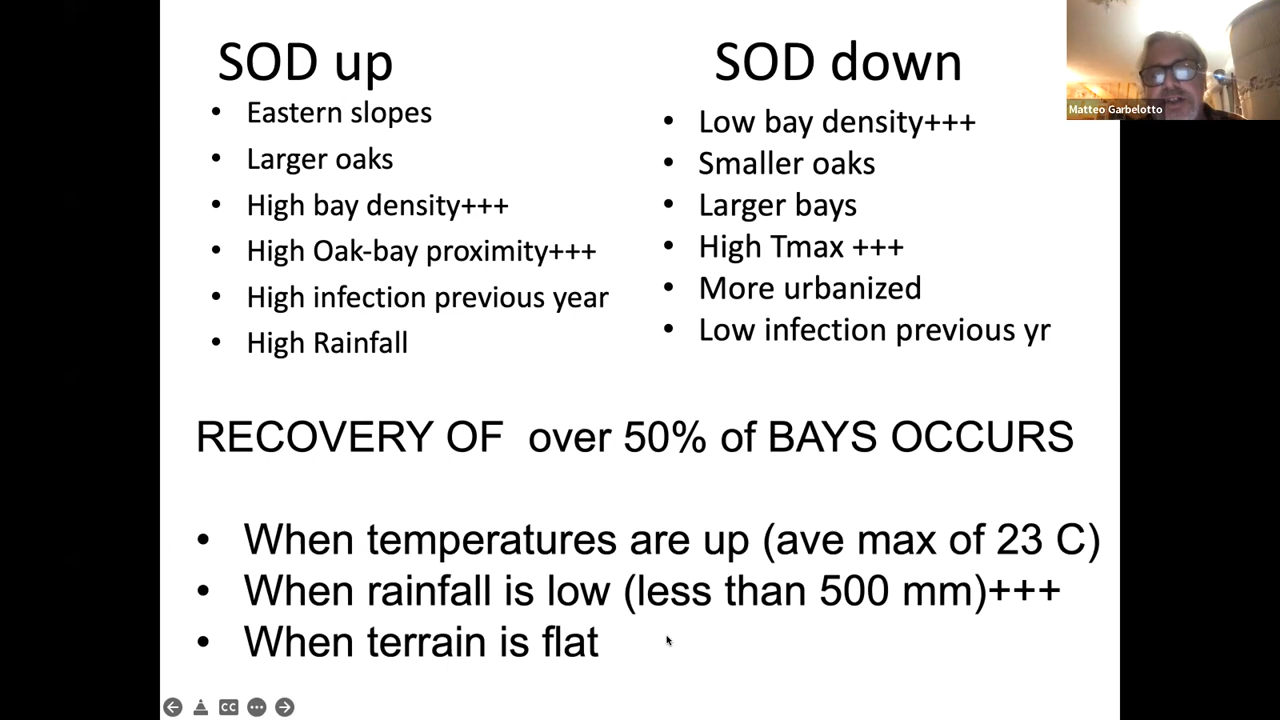 SOD up
• Eastern slopes
• Larger oaks
• High bay density+++
• High Oak-bay proximity+++
• High infection previous year
• High Rainfall
SOD down
• Low bay density+++
• Smaller oaks
• Larger bays
• High Tmax +++
• More urbanized
• Low infection previous yr
Matteo Garbelotto
RECOVERY OF over 50% of BAYS OCCURS
• When temperatures are up (ave max of 23 C)
• When rainfall is low (less than 500 mm)+++
• When terrain is flat
CC